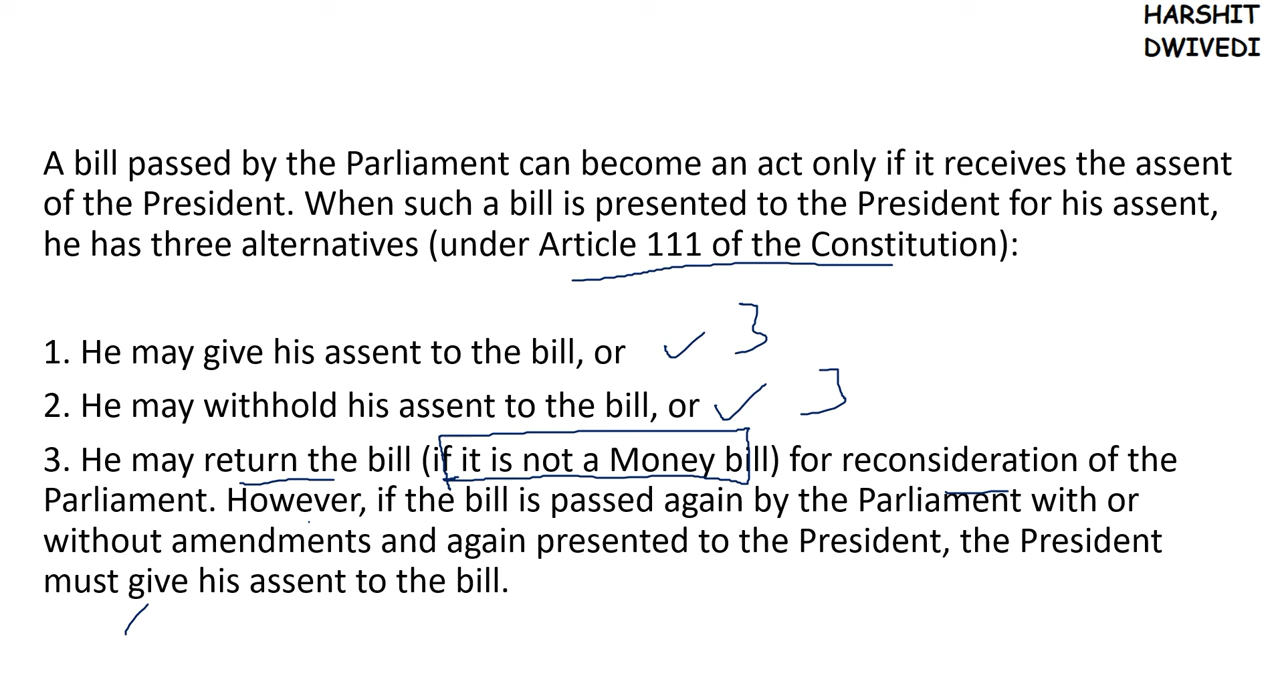 HARSHIT
DWIVEDI
A bill passed by the Parliament can become an act only if it receives the assent
of the President. When such a bill is presented to the President for his assent,
he has three alternatives (under Article 111 of the Constitution):
1. He may give his assent to the bill, or
2. He may withhold his assent to the bill, or
3. He may return the bill (if it is not a Money bill) for reconsideration of the
Parliament. However, if the bill is passed again by the Parliament with or
without amendments and again presented to the President, the President
must give his assent to the bill.